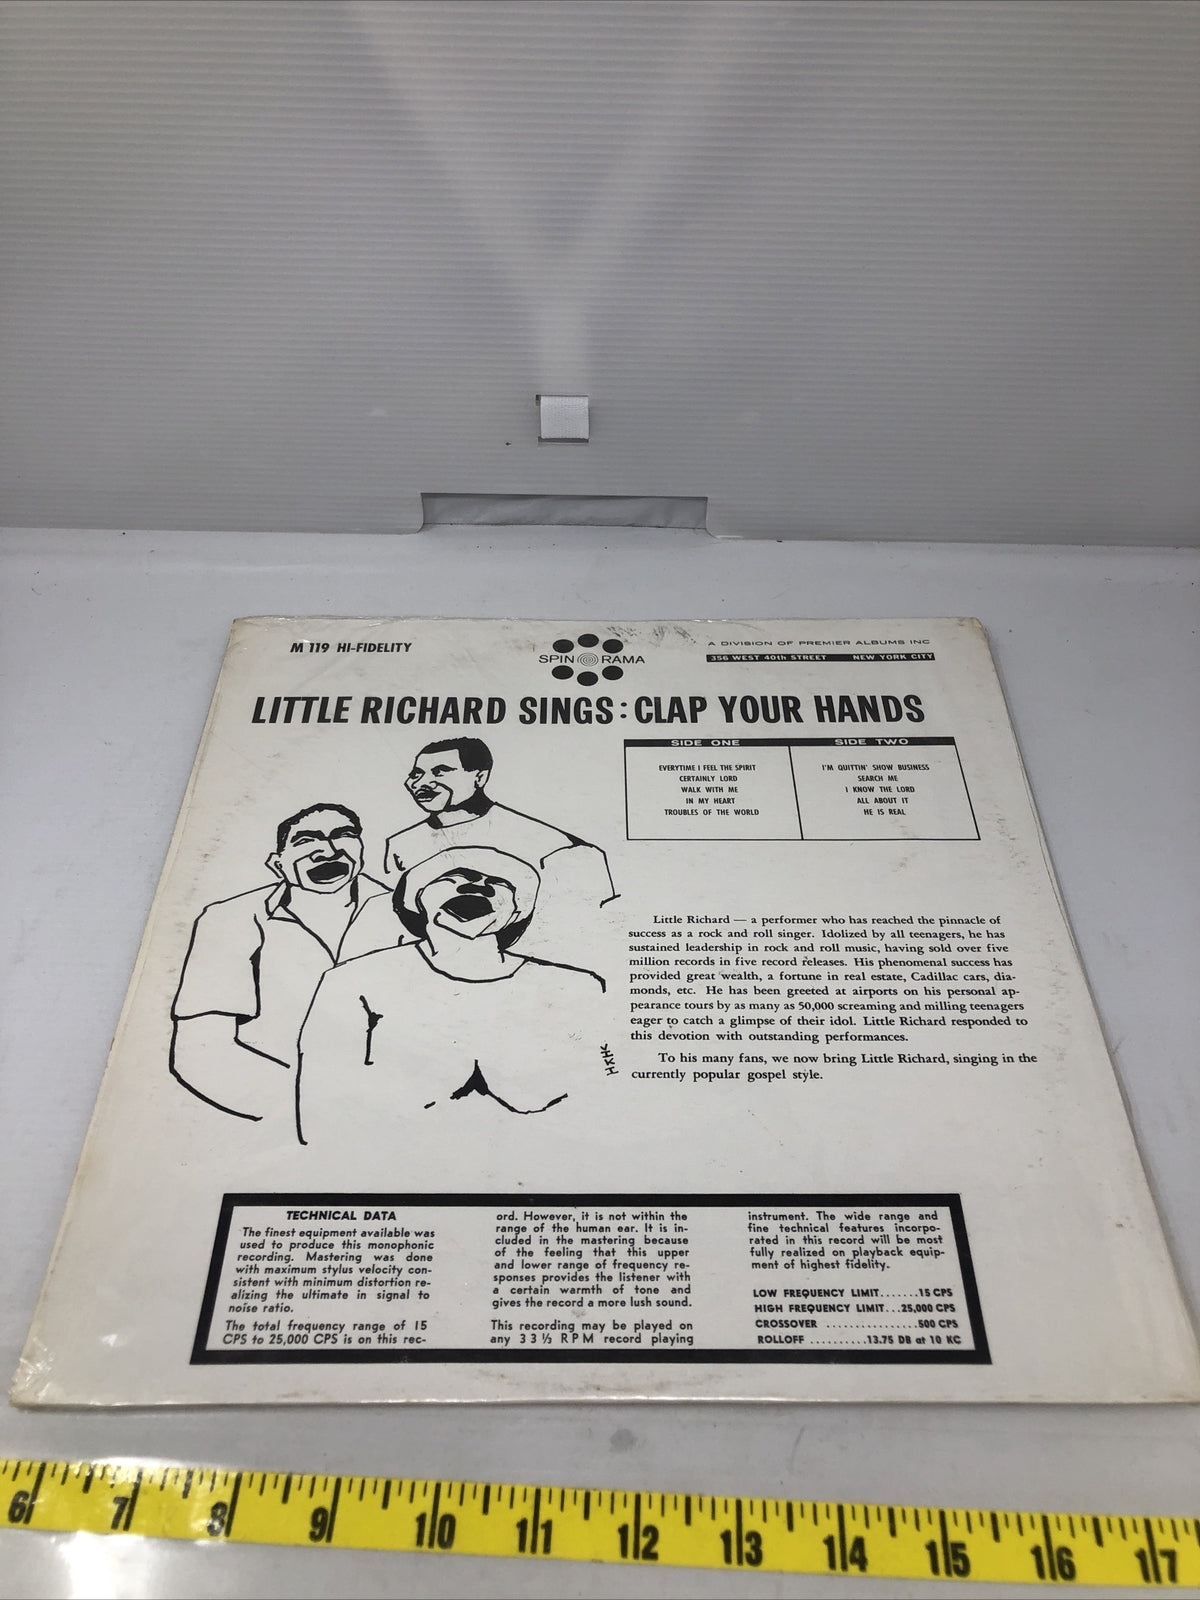 M 119 HI-FIDELITY
SPIN O RAMA
A DIVISION OF PREMIER ALBUMS INC
356 WEST 40th STREET NEW YORK CITY
LITTLE RICHARD SINGS: CLAP YOUR HANDS
SIDE ONE
EVERYTIME I FEEL THE SPIRIT
CERTAINLY LORD
WALK WITH ME
IN MY HEART
TROUBLES OF THE WORLD
SIDE TWO
I'M QUITTIN' SHOW BUSINESS
SEARCH ME
I KNOW THE LORD
ALL ABOUT IT
HE IS REAL
Little Richard — a performer who has reached the pinnacle of
success as a rock and roll singer. Idolized by all teenagers, he has
sustained leadership in rock and roll music, having sold over five
million records in five record releases. His phenomenal success has
provided great wealth, a fortune in real estate, Cadillac cars, dia-
monds, etc. He has been greeted at airports on his personal ap-
pearance tours by as many as 50,000 screaming and milling teenagers
eager to catch a glimpse of their idol. Little Richard responded to
this devotion with outstanding performances.
To his many fans, we now bring Little Richard, singing in the
currently popular gospel style.
TECHNICAL DATA
The finest equipment available was
used to produce this monophonic
recording. Mastering was done
with maximum stylus velocity con-
sistent with minimum distortion re-
alizing the ultimate in signal to
noise ratio.
The total frequency range of 15
CPS to 25,000 CPS is on this rec-
ord. However, it is not within the
range of the human ear. It is in-
cluded in the mastering because
of the feeling that this upper
and lower range of frequency re-
sponses provides the listener with
a certain warmth of tone and
gives the record a more lush sound.
This recording may be played on
any 33 1/3 RPM record playing
instrument. The wide range and
fine technical features incorpo-
rated in this record will be most
fully realized on playback equip-
ment of highest fidelity.
LOW FREQUENCY LIMIT.......15 CPS
HIGH FREQUENCY LIMIT...25,000 CPS
CROSSOVER ...............500 CPS
ROLLOFF ..........13.75 DB at 10 KC
6 7 8 9 10 11 12 13 14 15 16 17